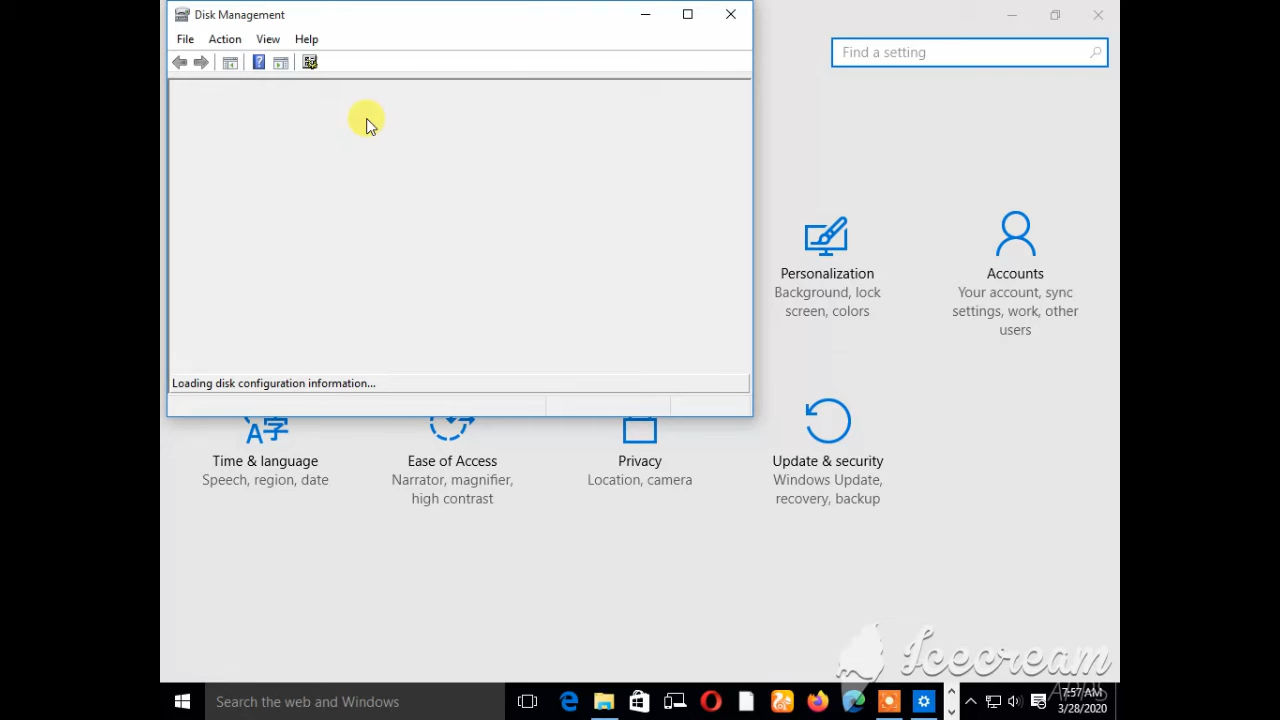 Disk Management
File Action View Help
Find a setting
Loading disk configuration information...
Personalization
Background, lock
screen, colors
Accounts
Your account, sync
settings, work, other
users
A字
Time & language
Speech, region, date
Ease of Access
Narrator, magnifier,
high contrast
Privacy
Location, camera
Update & security
Windows Update,
recovery, backup
Icecream
APPS
Search the web and Windows
7:57 AM
3/28/2020